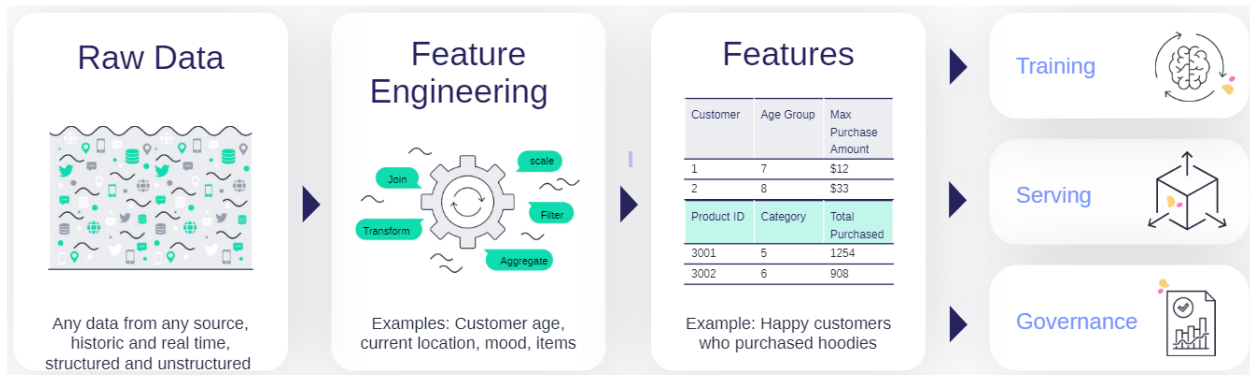 Raw Data
Any data from any source,
historic and real time,
structured and unstructured
Feature
Engineering
Join
scale
Transform
Filter
Aggregate
Examples: Customer age,
current location, mood, items
Features
Customer Age Group Max
Purchase
Amount
1 7 $12
2 8 $33
Product ID Category Total
Purchased
3001 5 1254
3002 6 908
Example: Happy customers
who purchased hoodies
Training
Serving
Governance